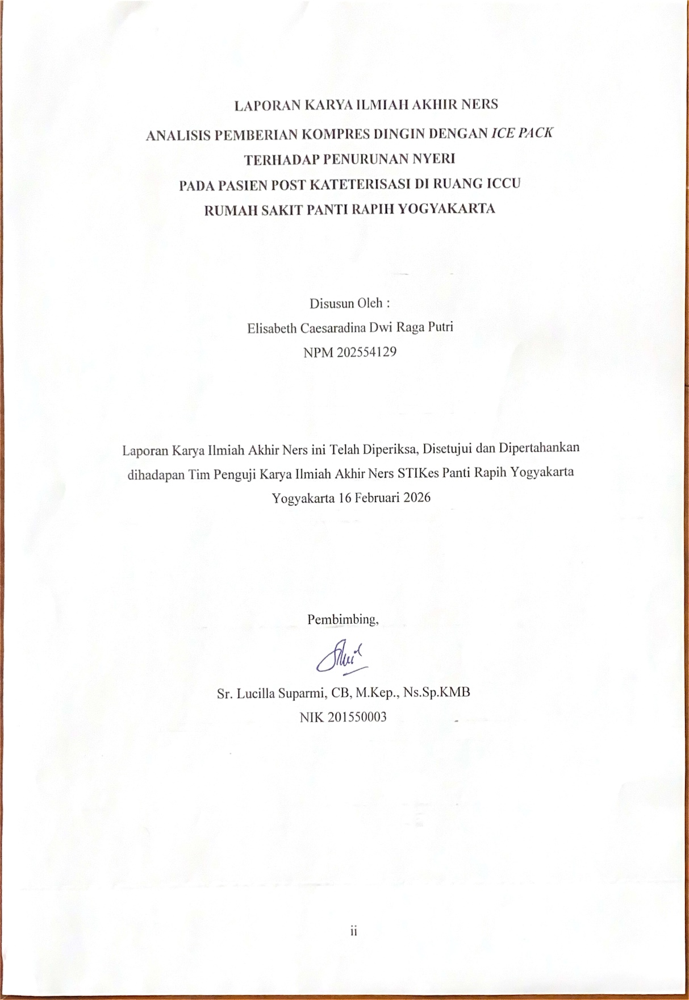 LAPORAN KARYA ILMIAH AKHIR NERS
ANALISIS PEMBERIAN KOMPRES DINGIN DENGAN ICE PACK
TERHADAP PENURUNAN NYERI
PADA PASIEN POST KATETERISASI DI RUANG ICCU
RUMAH SAKIT PANTI RAPIH YOGYAKARTA
Disusun Oleh :
Elisabeth Caesaradina Dwi Raga Putri
NPM 202554129
Laporan Karya Ilmiah Akhir Ners ini Telah Diperiksa, Disetujui dan Dipertahankan
dihadapan Tim Penguji Karya Ilmiah Akhir Ners STIKes Panti Rapih Yogyakarta
Yogyakarta 16 Februari 2026
Pembimbing,
Sr. Lucilla Suparmi, CB, M.Kep., Ns.Sp.KMB
NIK 201550003
ii